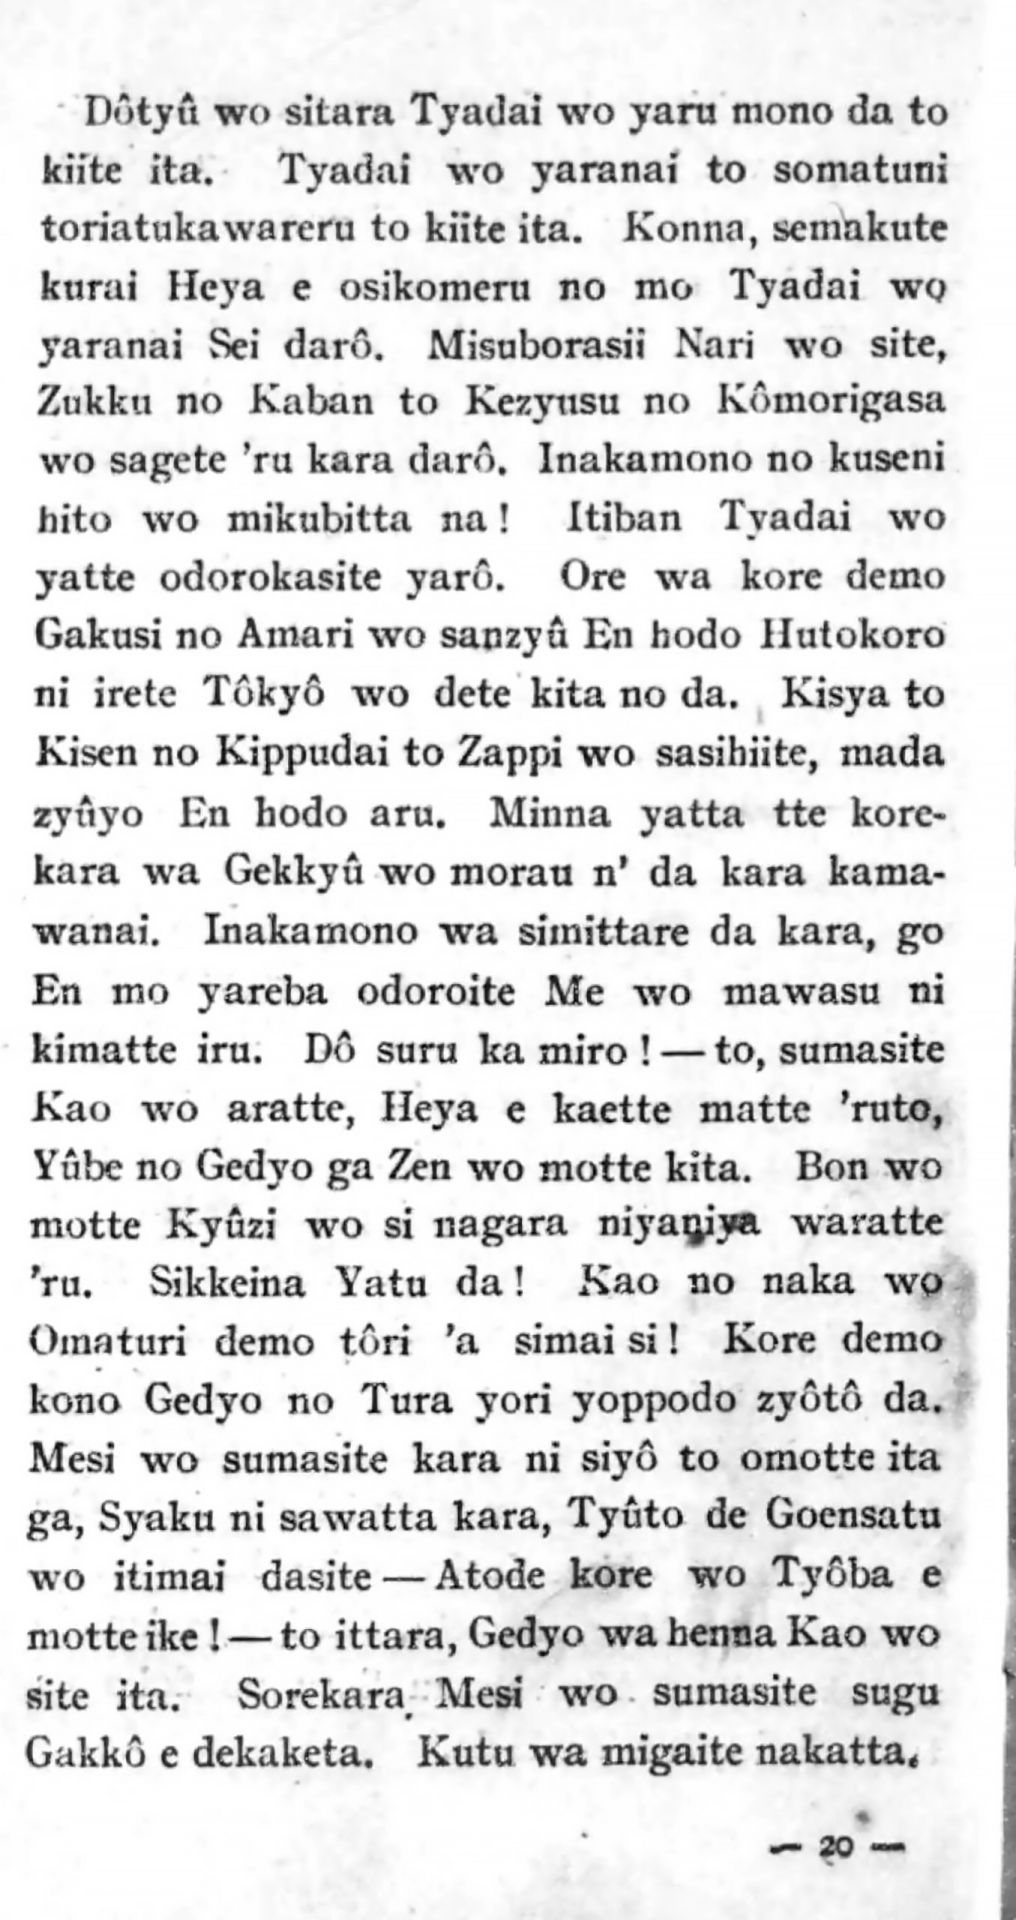 Dôtyû wo sitara Tyadai wo yaru mono da to
kiite ita. Tyadai wo yaranai to somatuni
toriatukawareru to kiite ita. Konna, semakute
kurai Heya e osikomeru no mo Tyadai wo
yaranai Sei darô. Misuborasii Nari wo site,
Zukku no Kaban to Kezyusu no Kômorigasa
wo sagete 'ru kara darô. Inakamono no kuseni
hito wo mikubitta na! Itiban Tyadai wo
yatte odorokasite yarô. Ore wa kore demo
Gakusi no Amari wo sanzyû En hodo Hutokoro
ni irete Tôkyô wo dete kita no da. Kisya to
Kisen no Kippudai to Zappi wo sasihiite, mada
zyûyo En hodo aru. Minna yatta tte kore-
kara wa Gekkyû wo morau n' da kara kama-
wanai. Inakamono wa simittare da kara, go
En mo yareba odoroite Me wo mawasu ni
kimatte iru. Dô suru ka miro! — to, sumasite
Kao wo aratte, Heya e kaette matte 'ruto,
Yûbe no Gedyo ga Zen wo motte kita. Bon wo
motte Kyûzi wo si nagara niyaniya waratte
'ru. Sikkeina Yatu da! Kao no naka wo
Omaturi demo tôri 'a simai si! Kore demo
kono Gedyo no Tura yori yoppodo zyôtô da.
Mesi wo sumasite kara ni siyô to omotte ita
ga, Syaku ni sawatta kara, Tyûto de Goensatu
wo itimai dasite — Atode kore wo Tyôba e
motte ike! — to ittara, Gedyo wa henna Kao wo
site ita. Sorekara Mesi wo sumasite sugu
Gakkô e dekaketa. Kutu wa migaite nakatta.
— 20 —